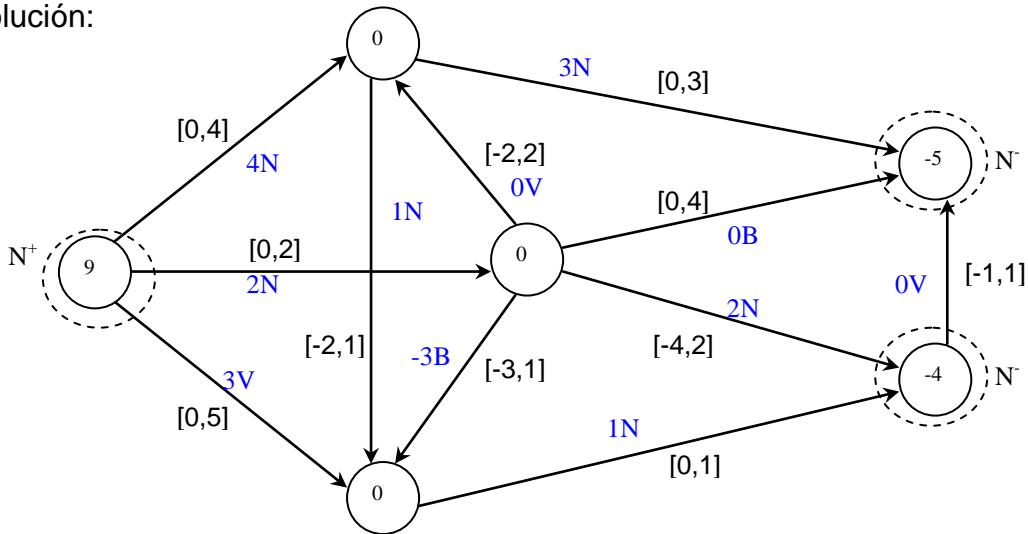 olución:
0
3N
[0,3]
[0,4]
4N
[-2,2]
0V
-5
N-
1N
[0,4]
0B
N+
9
[0,2]
2N
0
0V
[-1,1]
2N
[-2,1]
-3B
[-3,1]
[-4,2]
-4
N-
3V
[0,5]
1N
[0,1]
0